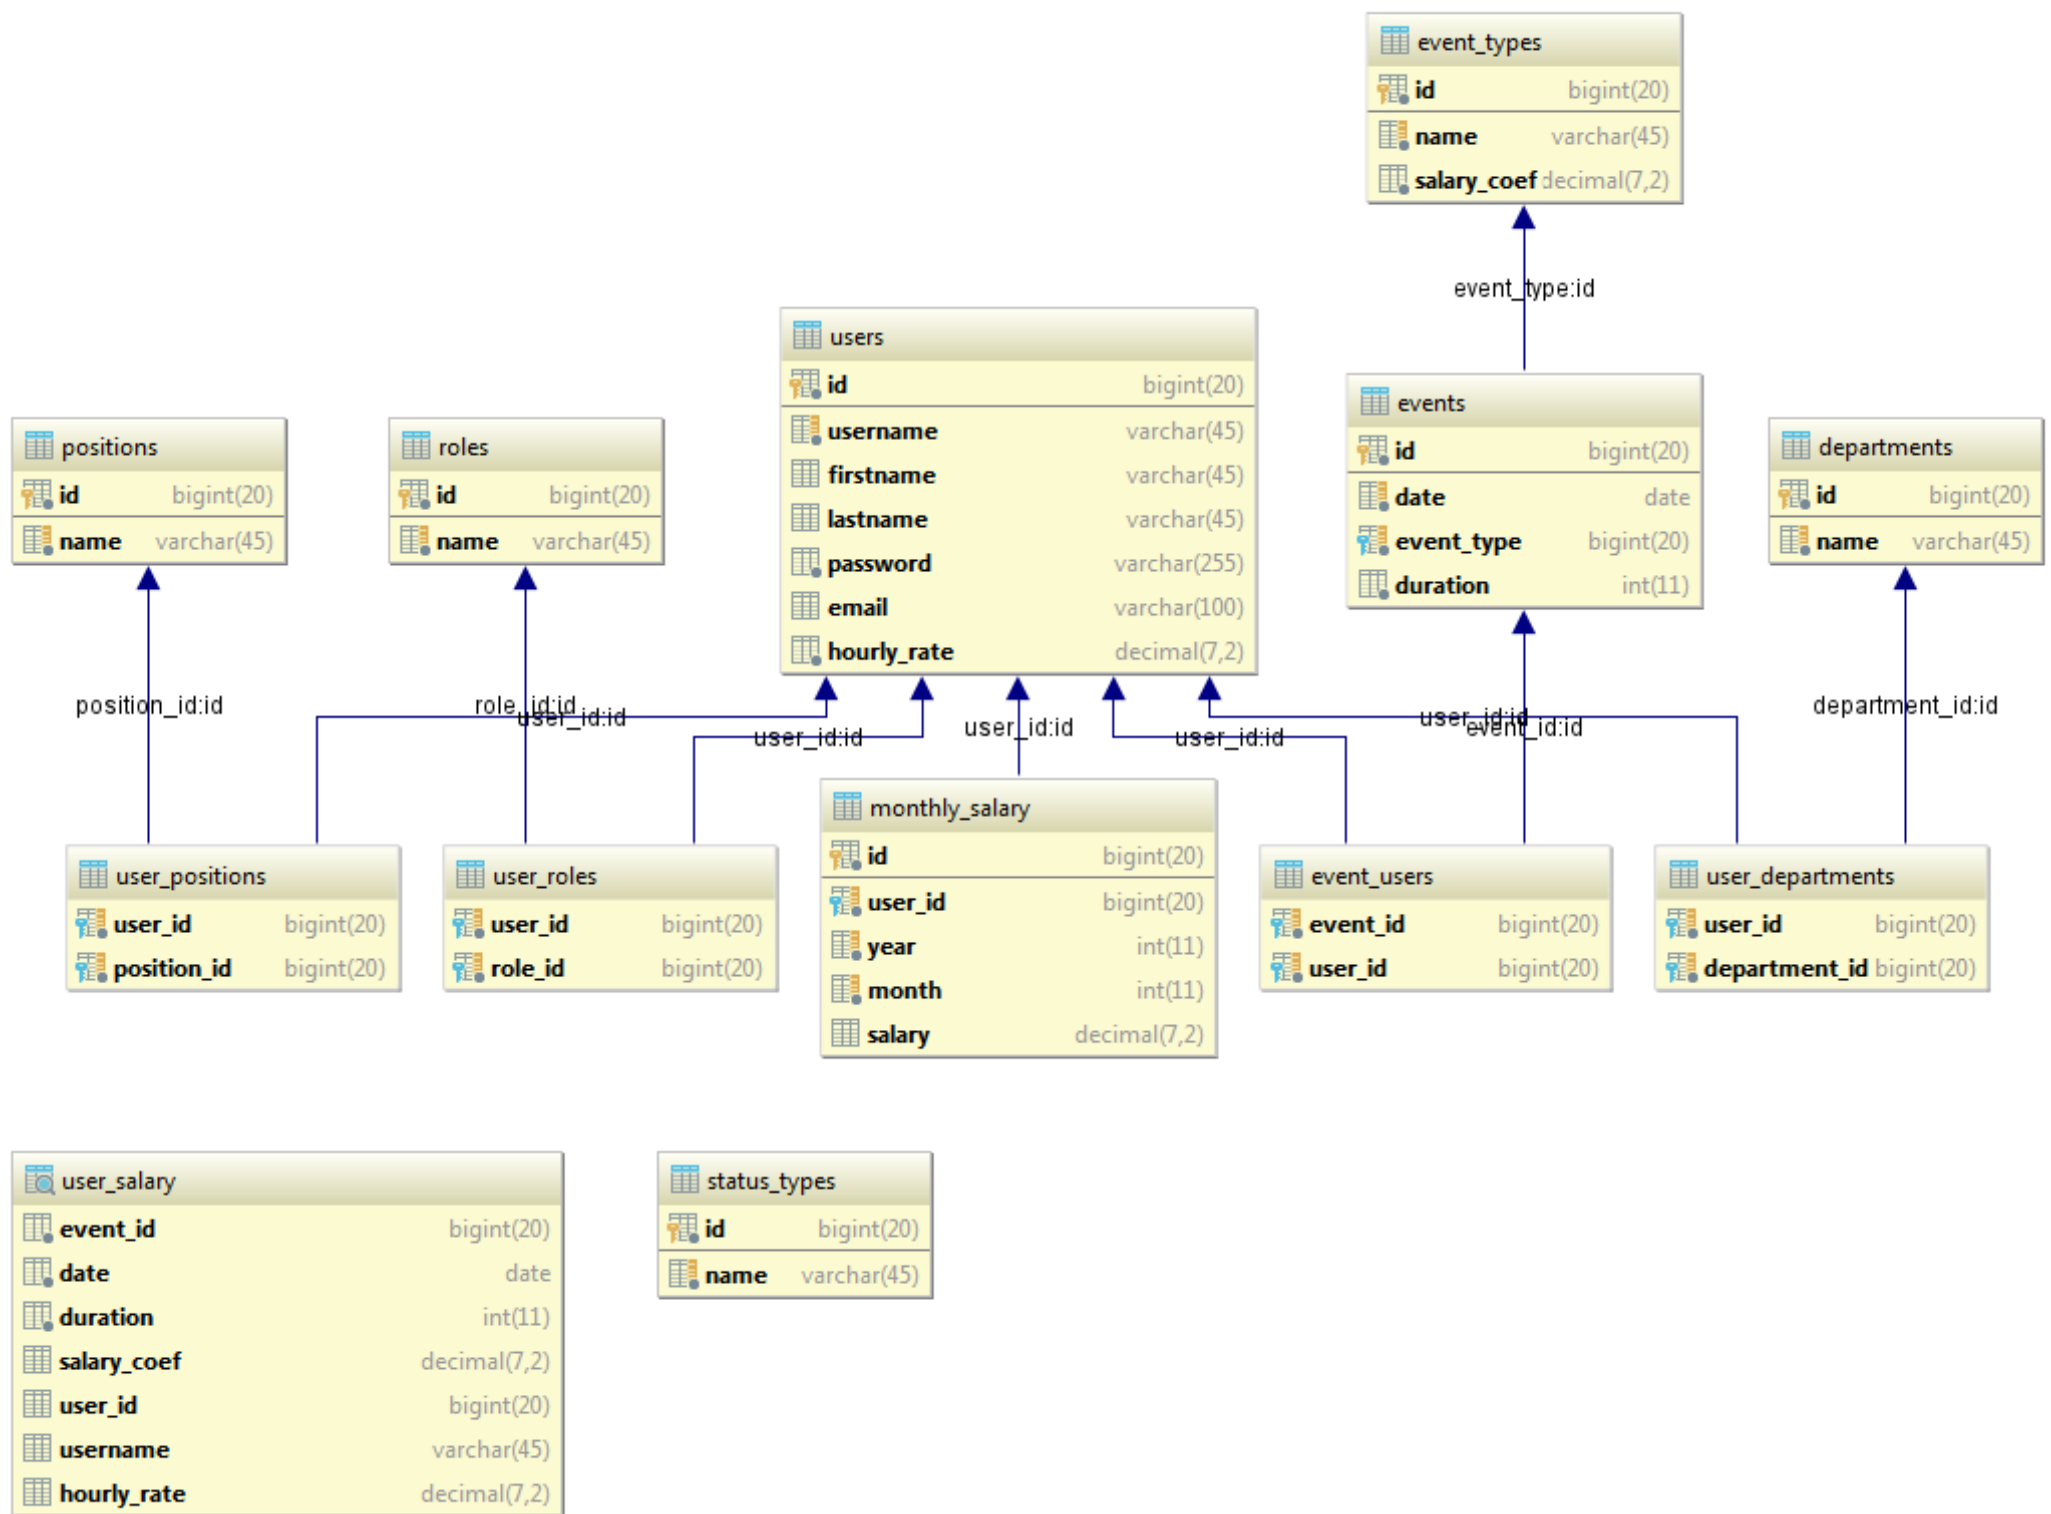 event_types
id bigint(20)
name varchar(45)
salary_coef decimal(7,2)
event_type:id
users
id bigint(20)
username varchar(45)
firstname varchar(45)
lastname varchar(45)
password varchar(255)
email varchar(100)
hourly_rate decimal(7,2)
events
id bigint(20)
date date
event_type bigint(20)
duration int(11)
positions
id bigint(20)
name varchar(45)
roles
id bigint(20)
name varchar(45)
departments
id bigint(20)
name varchar(45)
position_id:id
role_id:id
user_id:id
user_id:id
user_id:id
user_id:id
user_id:id
event_id:id
department_id:id
user_positions
user_id bigint(20)
position_id bigint(20)
user_roles
user_id bigint(20)
role_id bigint(20)
monthly_salary
id bigint(20)
user_id bigint(20)
year int(11)
month int(11)
salary decimal(7,2)
event_users
event_id bigint(20)
user_id bigint(20)
user_departments
user_id bigint(20)
department_id bigint(20)
user_salary
event_id bigint(20)
date date
duration int(11)
salary_coef decimal(7,2)
user_id bigint(20)
username varchar(45)
hourly_rate decimal(7,2)
status_types
id bigint(20)
name varchar(45)